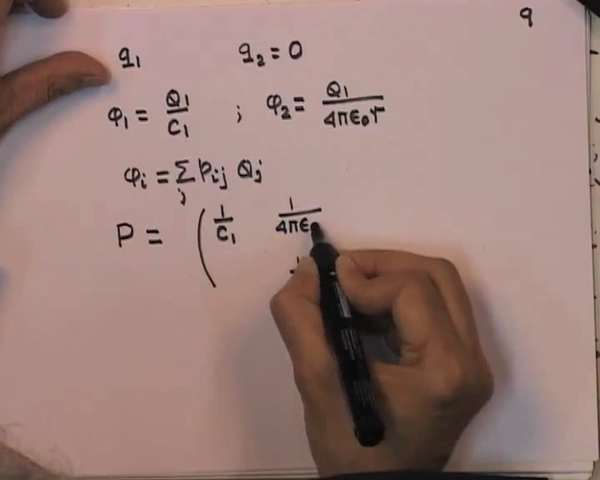 9
q₁ q₂ = 0
φ₁ = Q₁/C₁ ; φ₂ = Q₁/4πε₀r
φᵢ = Σⱼ pᵢⱼ Qⱼ
P = ( 1/C₁ 1/4πε